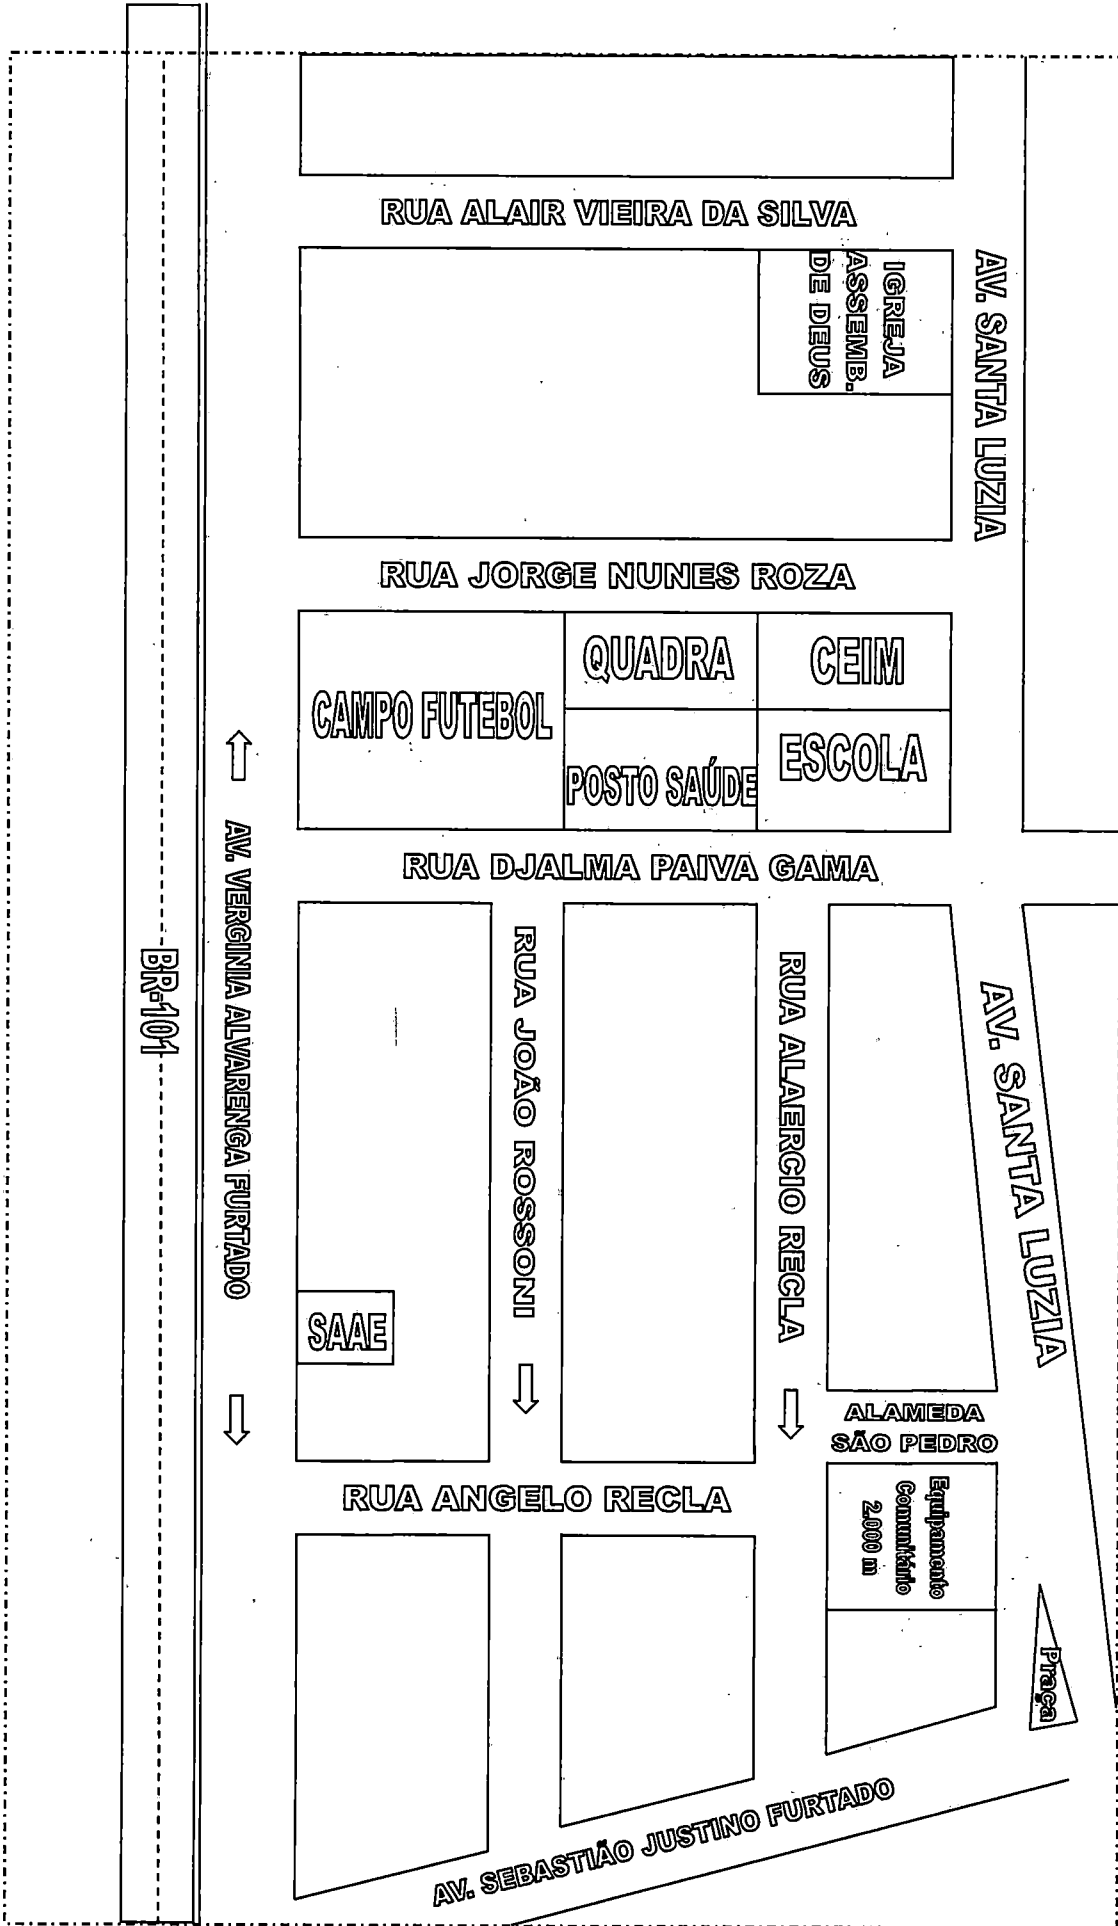 RUA ALAIR VIEIRA DA SILVA
IGREJA
ASSEMB.
DE DEUS
AV. SANTA LUZIA
RUA JORGE NUNES ROZA
CAMPO FUTEBOL
QUADRA
CEIM
POSTO SAÚDE
ESCOLA
RUA DJALMA PAIVA GAMA
BR-101
AV. VERGINIA ALVARENGA FURTADO
RUA JOÃO ROSSONI
RUA ALAERCIO RECLA
AV. SANTA LUZIA
SAAE
ALAMEDA
SÃO PEDRO
RUA ANGELO RECLA
Equipamento
Comunitário
2.000 m
Praça
AV. SEBASTIÃO JUSTINO FURTADO